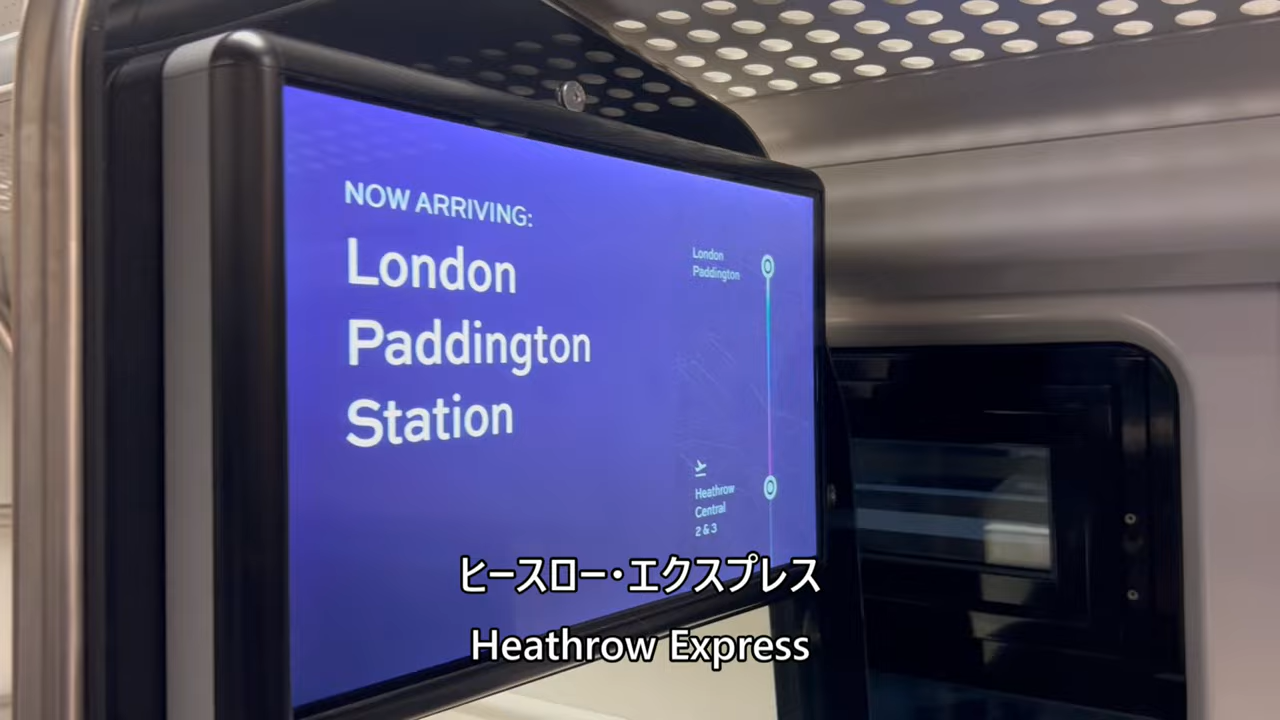 NOW ARRIVING:
London
Paddington
Station
London
Paddington
Heathrow
Central
2 & 3
ヒースロー・エクスプレス
Heathrow Express